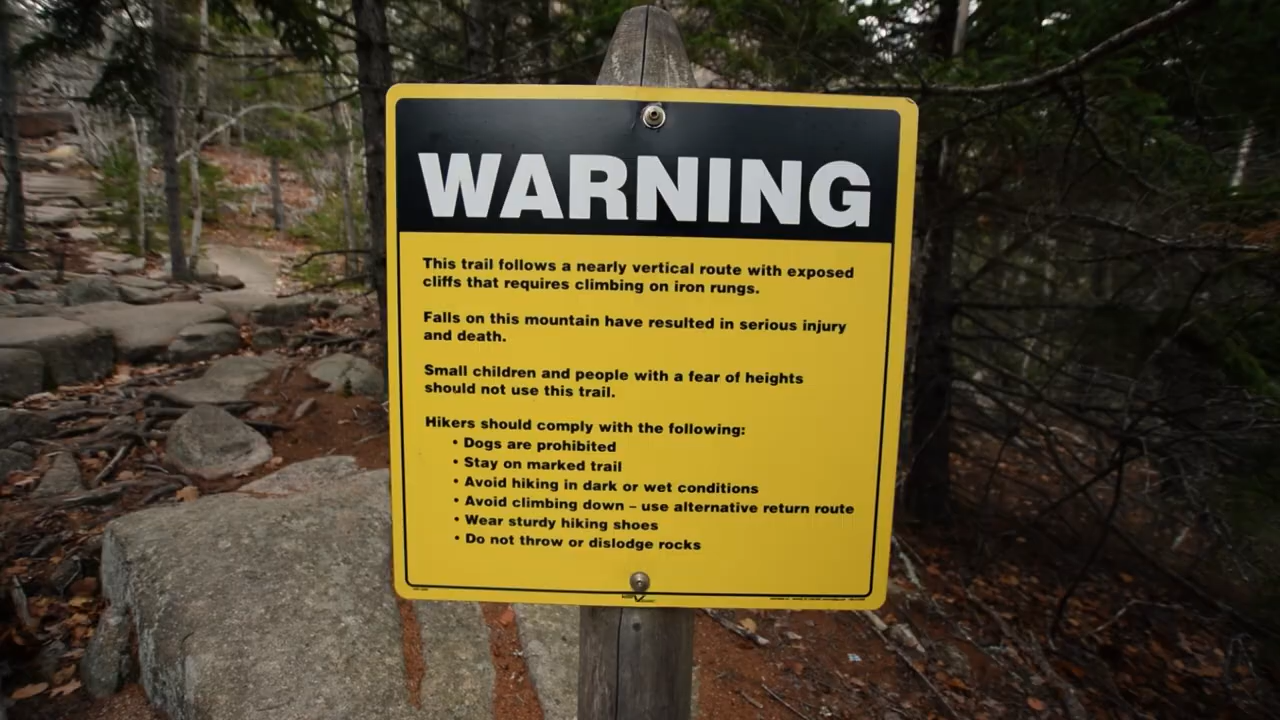 WARNING
This trail follows a nearly vertical route with exposed
cliffs that requires climbing on iron rungs.
Falls on this mountain have resulted in serious injury
and death.
Small children and people with a fear of heights
should not use this trail.
Hikers should comply with the following:
• Dogs are prohibited
• Stay on marked trail
• Avoid hiking in dark or wet conditions
• Avoid climbing down – use alternative return route
• Wear sturdy hiking shoes
• Do not throw or dislodge rocks